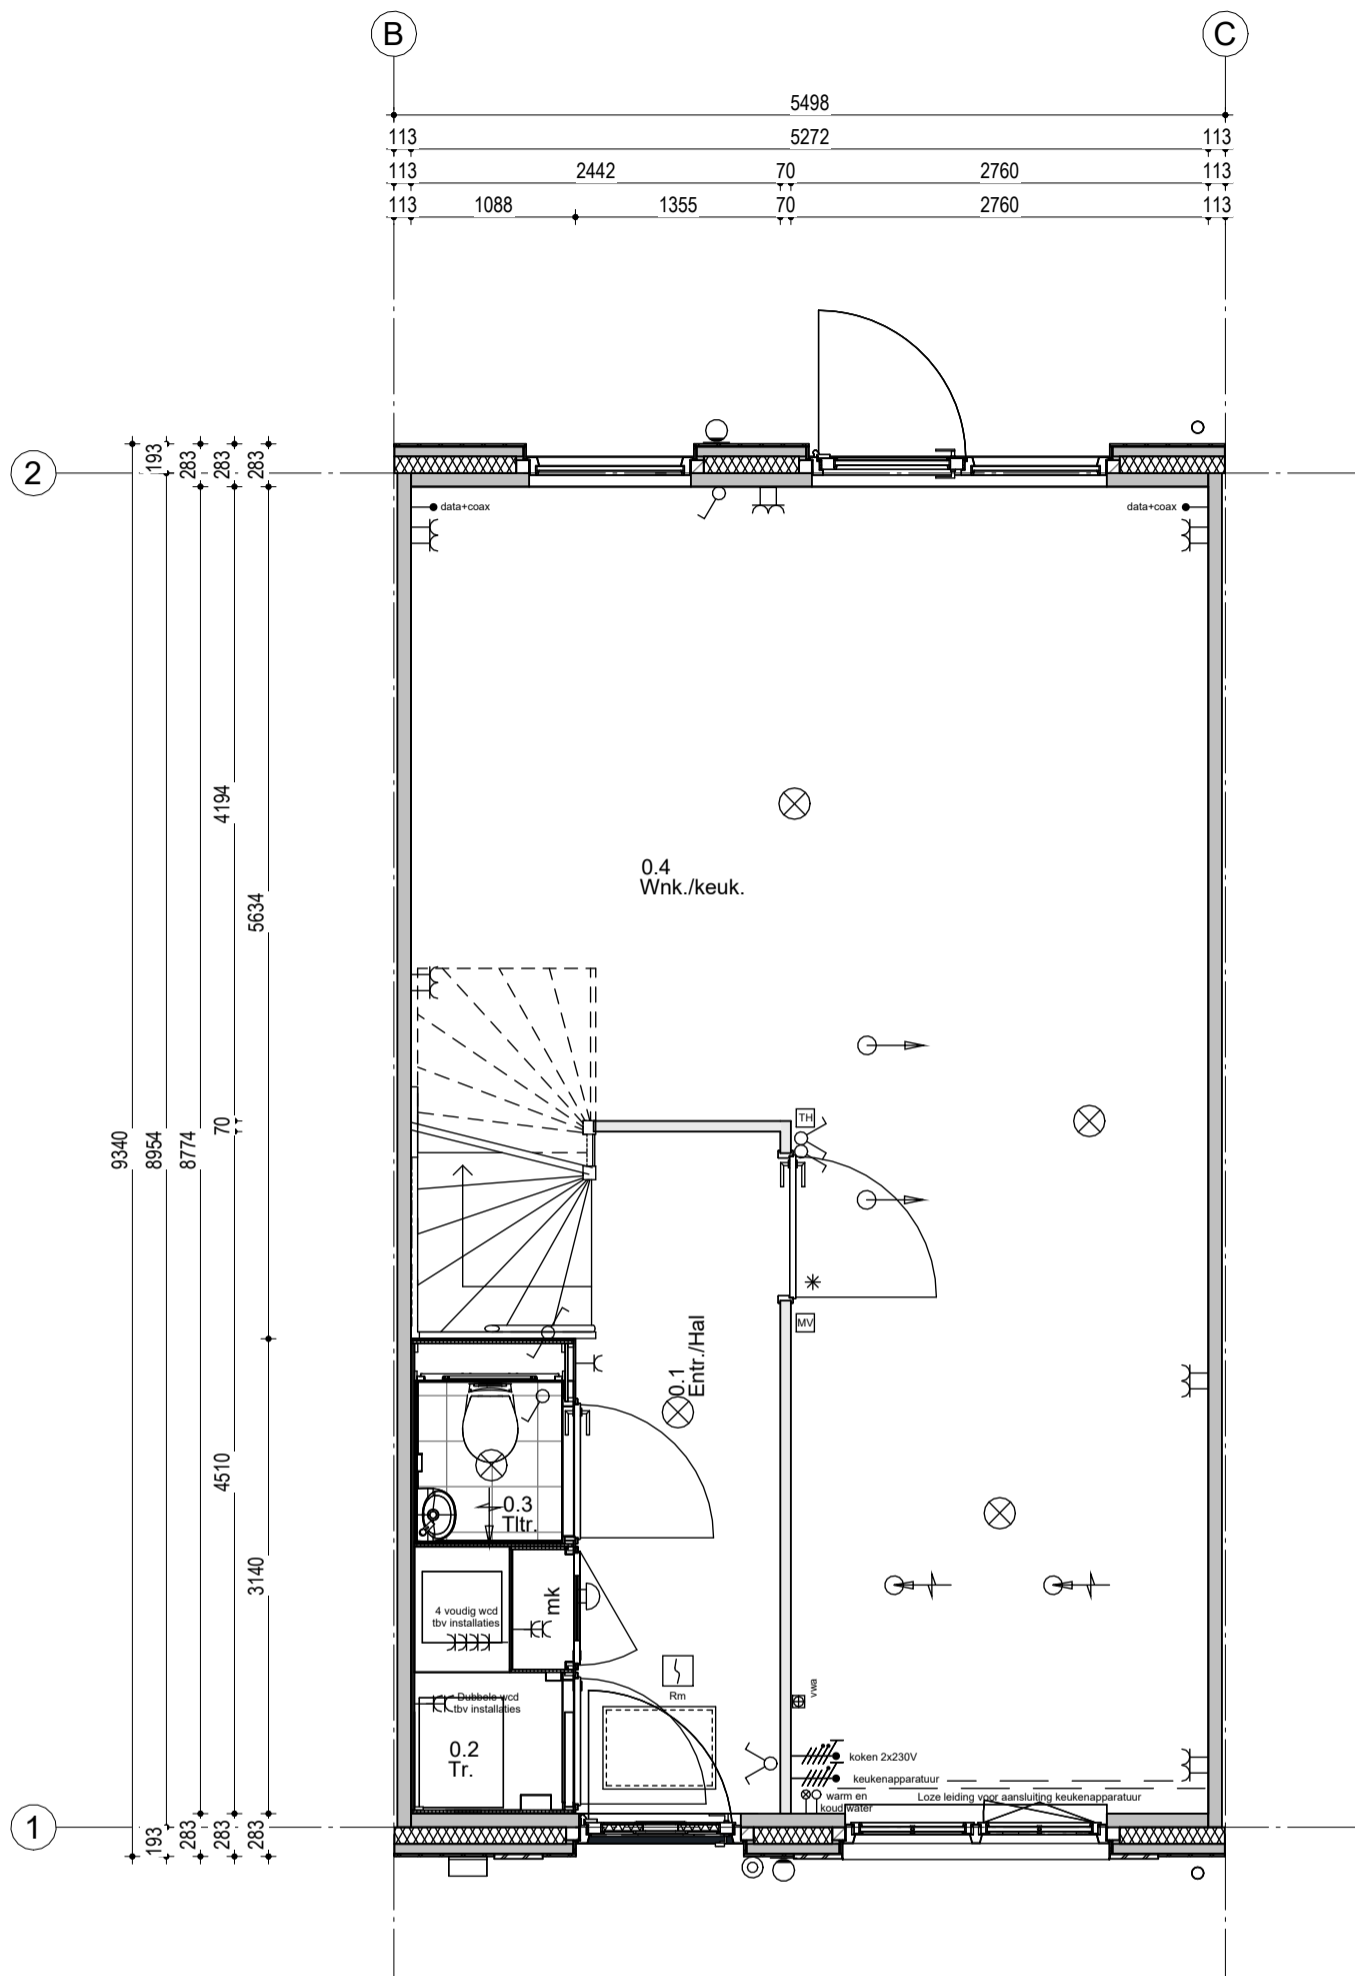 B
C
5498
113
5272
113
113
2442
70
2760
113
113
1088
1355
70
2760
113
2
193
283
283
283
data+coax
data+coax
4194
5634
0.4
Wnk./keuk.
70
TH
9340
8954
8774
MV
0.1
Entr./Hal
4510
0.3
Tltr.
3140
mk
4 voudig wcd
tbv installaties
Rm
vwa
Dubbele wcd
tbv installaties
0.2
Tr.
koken 2x230V
keukenapparatuur
warm en
koud water
Loze leiding voor aansluiting keukenapparatuur
1
193
283
283
283